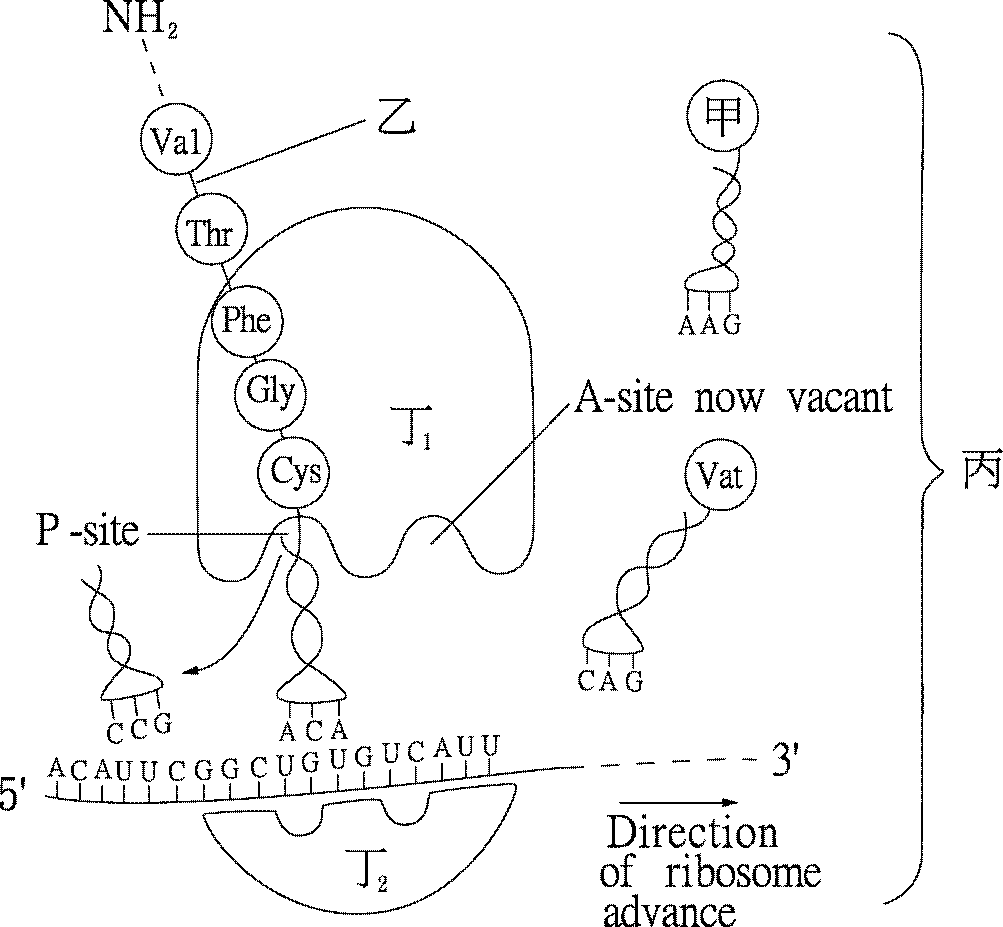 NH2
Val
乙
甲
Thr
Phe
AAG
Gly
A-site now vacant
丁1
Cys
Vat
丙
P -site
CAG
CCG
ACA
ACAUUCGGCUGUGUCAUU
5'
3'
丁2
Direction
of ribosome
advance